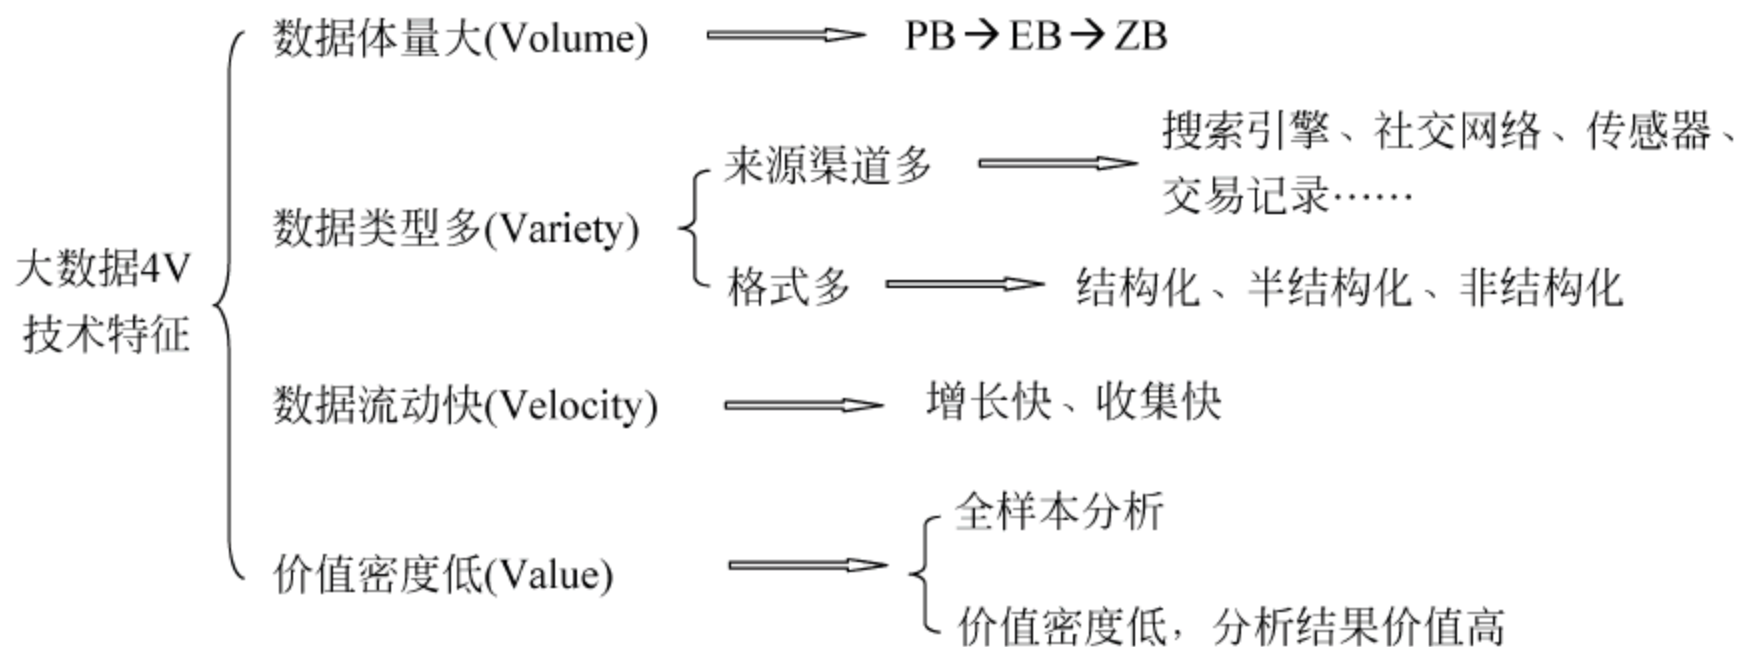 大数据4V
技术特征
数据体量大(Volume)
PB→EB→ZB
数据类型多(Variety)
来源渠道多
搜索引擎、社交网络、传感器、
交易记录……
格式多
结构化、半结构化、非结构化
数据流动快(Velocity)
增长快、收集快
价值密度低(Value)
全样本分析
价值密度低，分析结果价值高